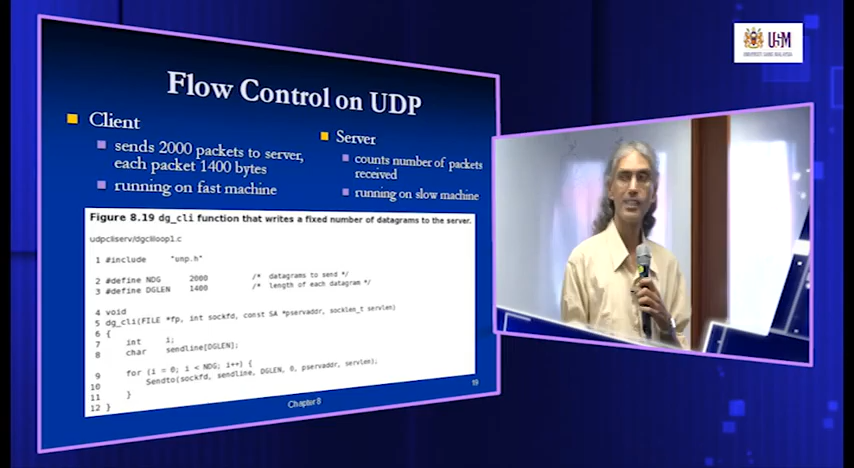 USM
UNIVERSITI SAINS MALAYSIA
Flow Control on UDP
Client
sends 2000 packets to server,
each packet 1400 bytes
running on fast machine
Server
counts number of packets
received
running on slow machine
Figure 8.19 dg_cli function that writes a fixed number of datagrams to the server.
udpcliserv/dgcliloop1.c
1 #include "unp.h"
2 #define NDG 2000 /* datagrams to send */
3 #define DGLEN 1400 /* length of each datagram */
4 void
5 dg_cli(FILE *fp, int sockfd, const SA *pservaddr, socklen_t servlen)
6 {
7 int i;
8 char sendline[DGLEN];
9 for (i = 0; i < NDG; i++) {
10 Sendto(sockfd, sendline, DGLEN, 0, pservaddr, servlen);
11 }
12 }
Chapter 8
19